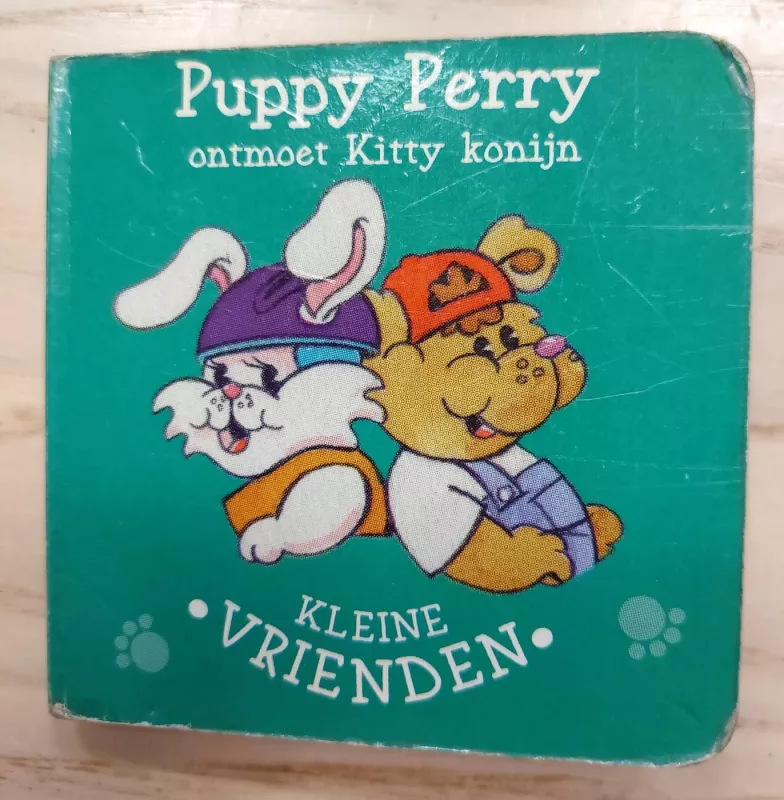 Puppy Perry
ontmoet Kitty konijn
KLEINE
•VRIENDEN•